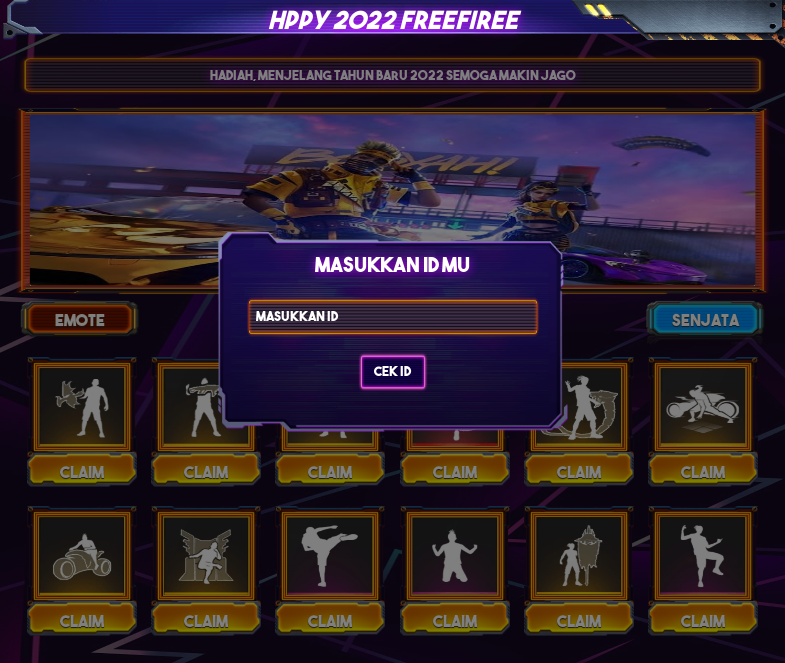 HPPY 2022 FREEFIREE
HADIAH, MENJELANG TAHUN BARU 2022 SEMOGA MAKIN JAGO
BOOYAH!
MASUKKAN ID MU
MASUKKAN ID
CEK ID
EMOTE
SENJATA
CLAIM
CLAIM
CLAIM
CLAIM
CLAIM
CLAIM
CLAIM
CLAIM
CLAIM
CLAIM
CLAIM
CLAIM